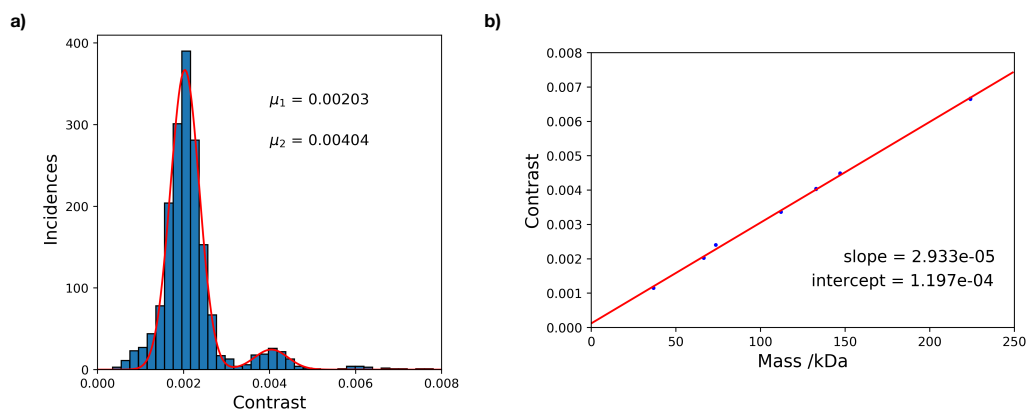 a)
400
300
200
100
0
Incidences
μ₁ = 0.00203
μ₂ = 0.00404
0.000
0.002
0.004
0.006
0.008
Contrast
b)
0.008
0.007
0.006
0.005
0.004
0.003
0.002
0.001
0.000
Contrast
slope = 2.933e-05
intercept = 1.197e-04
0
50
100
150
200
250
Mass /kDa